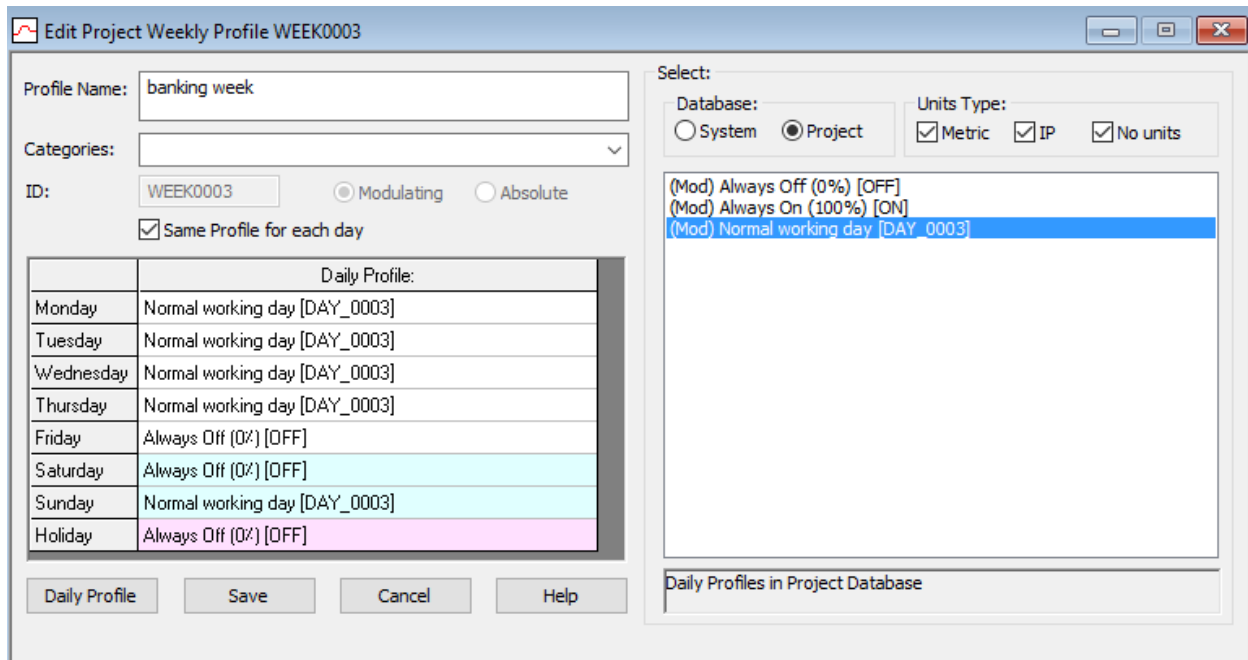 Edit Project Weekly Profile WEEK0003
Profile Name: banking week
Categories:
ID: WEEK0003 Modulating Absolute
Same Profile for each day
Daily Profile:
Monday Normal working day [DAY_0003]
Tuesday Normal working day [DAY_0003]
Wednesday Normal working day [DAY_0003]
Thursday Normal working day [DAY_0003]
Friday Always Off (0%) [OFF]
Saturday Always Off (0%) [OFF]
Sunday Normal working day [DAY_0003]
Holiday Always Off (0%) [OFF]
Daily Profile Save Cancel Help
Select:
Database: Units Type:
System Project Metric IP No units
(Mod) Always Off (0%) [OFF]
(Mod) Always On (100%) [ON]
(Mod) Normal working day [DAY_0003]
Daily Profiles in Project Database